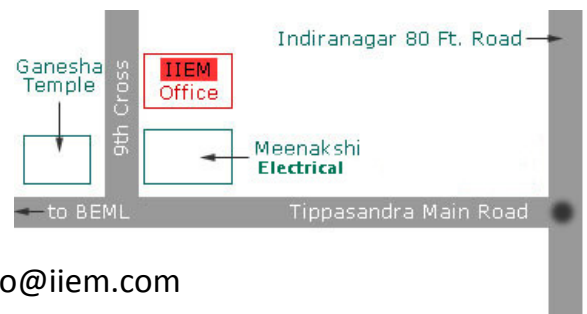 Indiranagar 80 Ft. Road
Ganesha
Temple
9th Cross
IIEM
Office
Meenakshi
Electrical
to BEML
Tippasandra Main Road
o@iiem.com